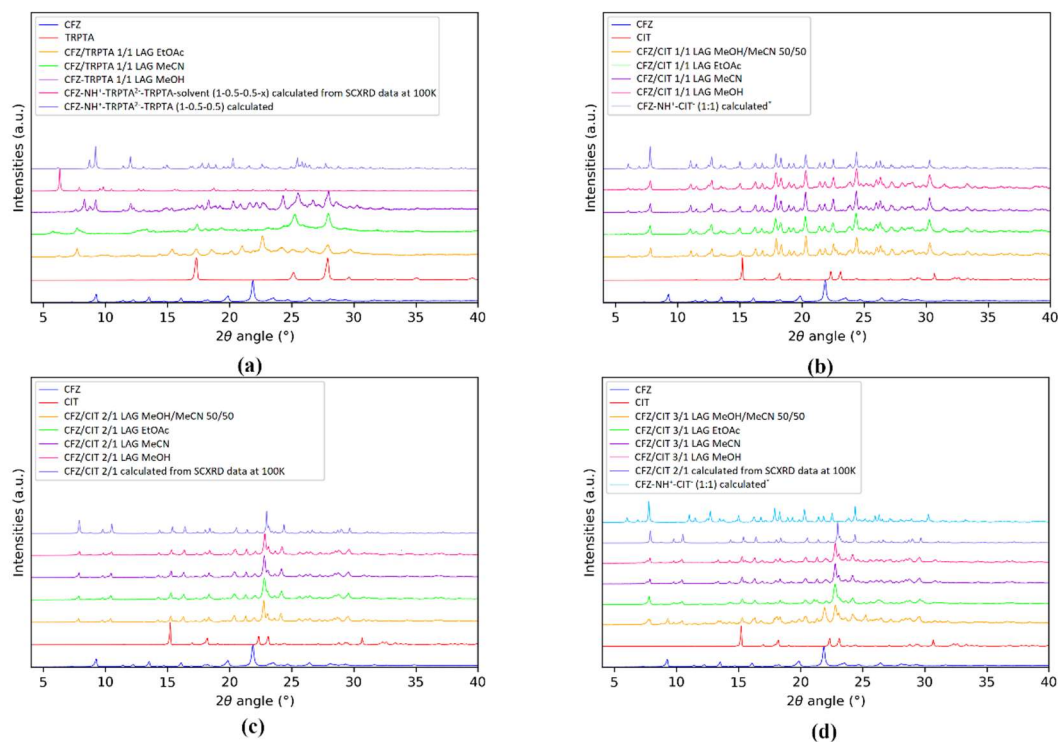 CFZ
TRPTA
CFZ/TRPTA 1/1 LAG EtOAc
CFZ/TRPTA 1/1 LAG MeCN
CFZ-TRPTA 1/1 LAG MeOH
CFZ-NH⁺-TRPTA²⁻-TRPTA-solvent (1-0.5-0.5-x) calculated from SCXRD data at 100K
CFZ-NH⁺-TRPTA²⁻-TRPTA (1-0.5-0.5) calculated
Intensities (a.u.)
5 10 15 20 25 30 35 40
2θ angle (°)
(a)
CFZ
CIT
CFZ/CIT 1/1 LAG MeOH/MeCN 50/50
CFZ/CIT 1/1 LAG EtOAc
CFZ/CIT 1/1 LAG MeCN
CFZ/CIT 1/1 LAG MeOH
CFZ-NH⁺-CIT⁻ (1:1) calculated*
Intensities (a.u.)
5 10 15 20 25 30 35 40
2θ angle (°)
(b)
CFZ
CIT
CFZ/CIT 2/1 LAG MeOH/MeCN 50/50
CFZ/CIT 2/1 LAG EtOAc
CFZ/CIT 2/1 LAG MeCN
CFZ/CIT 2/1 LAG MeOH
CFZ/CIT 2/1 calculated from SCXRD data at 100K
Intensities (a.u.)
5 10 15 20 25 30 35 40
2θ angle (°)
(c)
CFZ
CIT
CFZ/CIT 3/1 LAG MeOH/MeCN 50/50
CFZ/CIT 3/1 LAG EtOAc
CFZ/CIT 3/1 LAG MeCN
CFZ/CIT 3/1 LAG MeOH
CFZ/CIT 2/1 calculated from SCXRD data at 100K
CFZ-NH⁺-CIT⁻ (1:1) calculated*
Intensities (a.u.)
5 10 15 20 25 30 35 40
2θ angle (°)
(d)